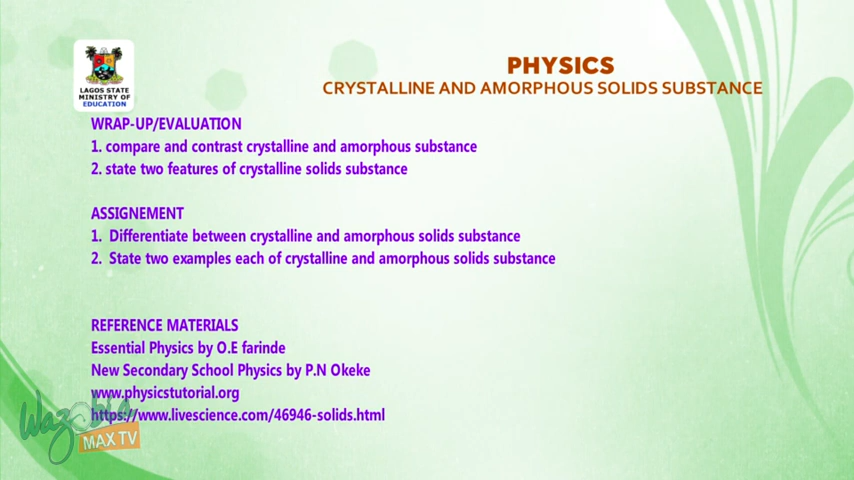 LAGOS STATE
MINISTRY OF
EDUCATION
PHYSICS
CRYSTALLINE AND AMORPHOUS SOLIDS SUBSTANCE
WRAP-UP/EVALUATION
1. compare and contrast crystalline and amorphous substance
2. state two features of crystalline solids substance
ASSIGNEMENT
1. Differentiate between crystalline and amorphous solids substance
2. State two examples each of crystalline and amorphous solids substance
REFERENCE MATERIALS
Essential Physics by O.E farinde
New Secondary School Physics by P.N Okeke
www.physicstutorial.org
https://www.livescience.com/46946-solids.html
Wazobia
MAX TV